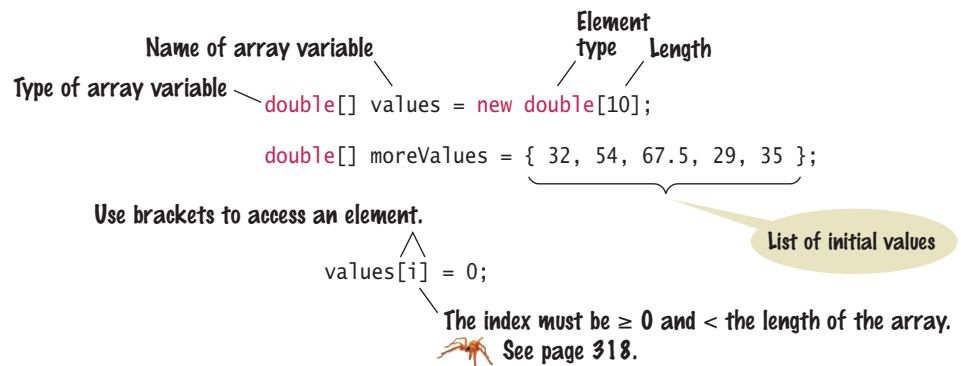 Element
type
Length
Name of array variable
Type of array variable
double[] values = new double[10];
double[] moreValues = { 32, 54, 67.5, 29, 35 };
List of initial values
Use brackets to access an element.
values[i] = 0;
The index must be ≥ 0 and < the length of the array.
See page 318.